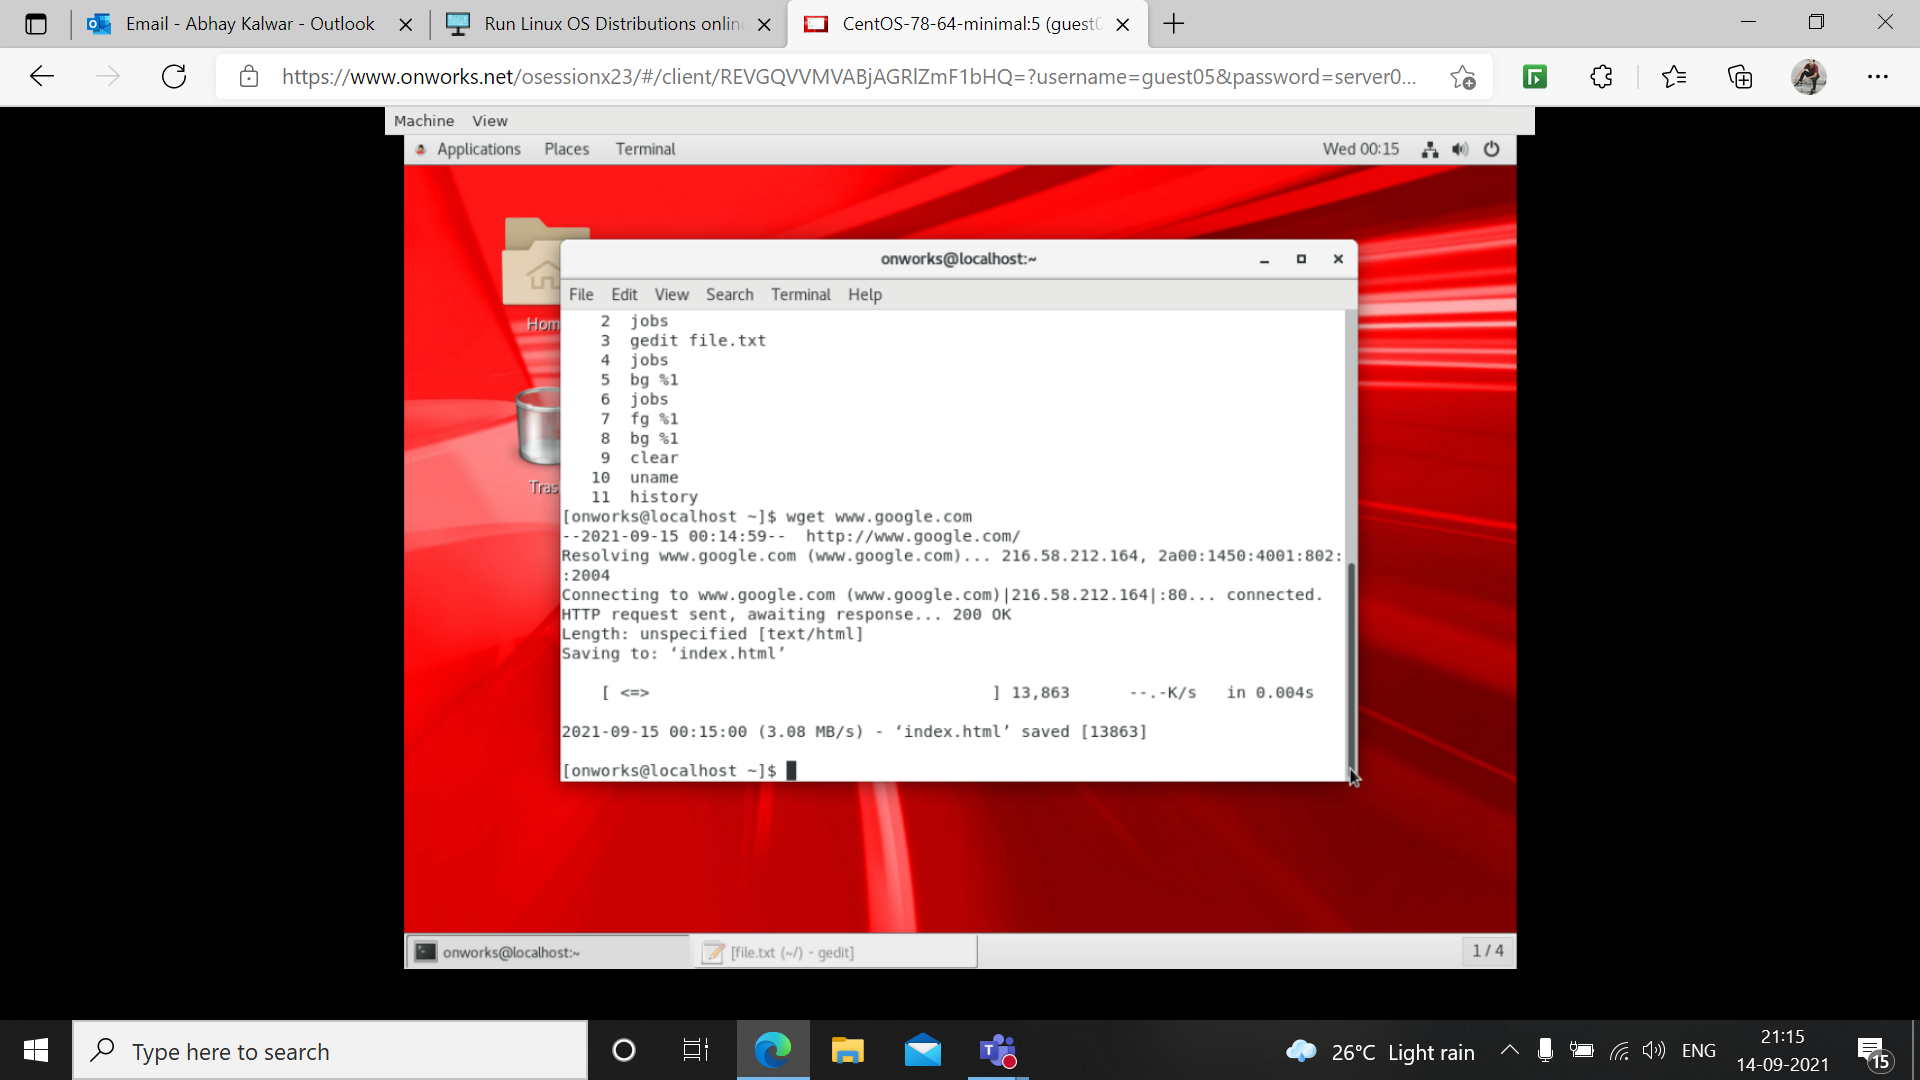 Email - Abhay Kalwar - Outlook
Run Linux OS Distributions onlin
CentOS-78-64-minimal:5 (guest0
https://www.onworks.net/osessionx23/#/client/REVGQVVMVABjAGRlZmF1bHQ=?username=guest05&password=server0...
Machine View
Applications Places Terminal Wed 00:15
Hom
Tras
onworks@localhost:~
File Edit View Search Terminal Help
2 jobs
3 gedit file.txt
4 jobs
5 bg %1
6 jobs
7 fg %1
8 bg %1
9 clear
10 uname
11 history
[onworks@localhost ~]$ wget www.google.com
--2021-09-15 00:14:59-- http://www.google.com/
Resolving www.google.com (www.google.com)... 216.58.212.164, 2a00:1450:4001:802:
:2004
Connecting to www.google.com (www.google.com)|216.58.212.164|:80... connected.
HTTP request sent, awaiting response... 200 OK
Length: unspecified [text/html]
Saving to: ‘index.html’
[ <=> ] 13,863 --.-K/s in 0.004s
2021-09-15 00:15:00 (3.08 MB/s) - ‘index.html’ saved [13863]
[onworks@localhost ~]$
onworks@localhost:~ [file.txt (~/) - gedit] 1 / 4
Type here to search
26°C Light rain
ENG
21:15
14-09-2021
15